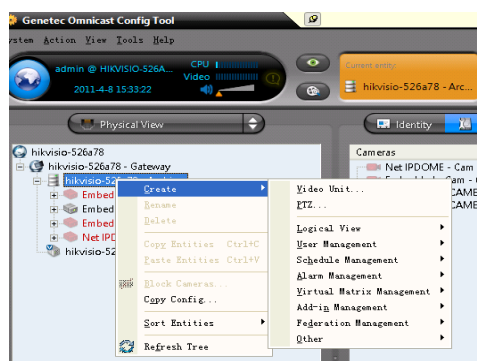 Genetec Omnicast Config Tool
ystem Action View Tools Help
admin @ HIKVISIO-526A...
2011-4-8 15:33:22
CPU
Video
Current entity:
hikvisio-526a78 - Arc...
Physical View
Identity
hikvisio-526a78
hikvisio-526a78 - Gateway
hikvisio-52
Embed
Embed
Embed
Net IPD
hikvisio-52
Create
Rename
Delete
Copy Entities Ctrl+C
Paste Entities Ctrl+V
Block Cameras...
Copy Config...
Sort Entities
Refresh Tree
Video Unit...
PTZ...
Logical View
User Management
Schedule Management
Alarm Management
Virtual Matrix Management
Add-in Management
Federation Management
Other
Cameras
Net IPDOME - Cam
Cam - 
CAME
CAME